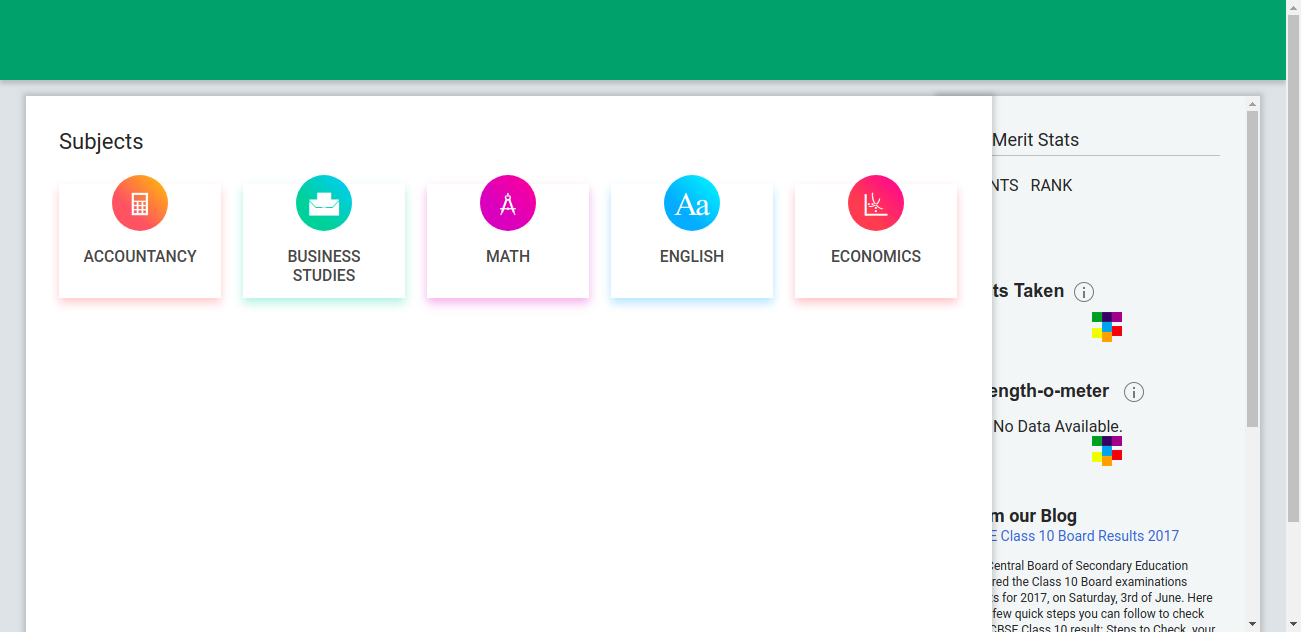 Subjects
ACCOUNTANCY
BUSINESS
STUDIES
MATH
Aa
ENGLISH
ECONOMICS
Merit Stats
NTS RANK
ts Taken
ength-o-meter
No Data Available.
m our Blog
E Class 10 Board Results 2017
Central Board of Secondary Education
red the Class 10 Board examinations
s for 2017, on Saturday, 3rd of June. Here
few quick steps you can follow to check
CBSE Class 10 result: Steps to Check your